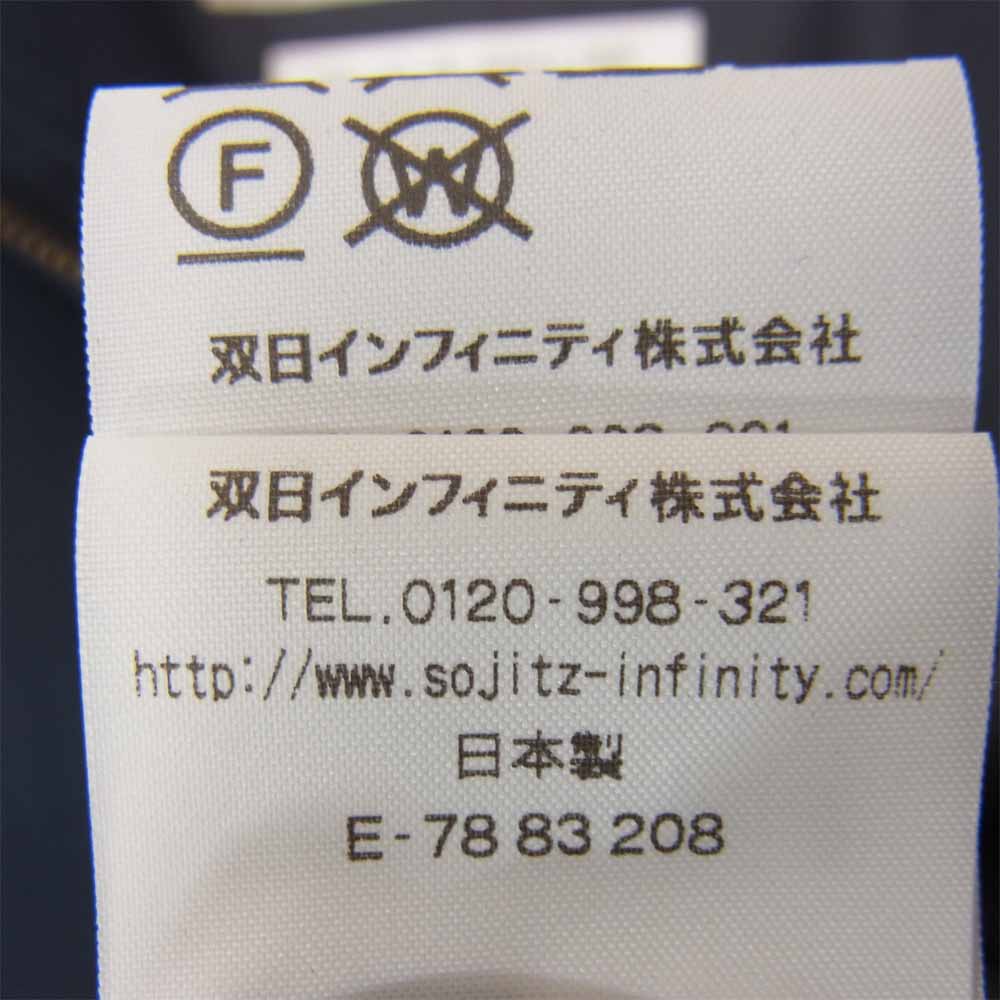 F W
双日インフィニティ株式会社
双日インフィニティ株式会社
TEL.0120-998-321
http://www.sojitz-infinity.com/
日本製
E-78 83 208